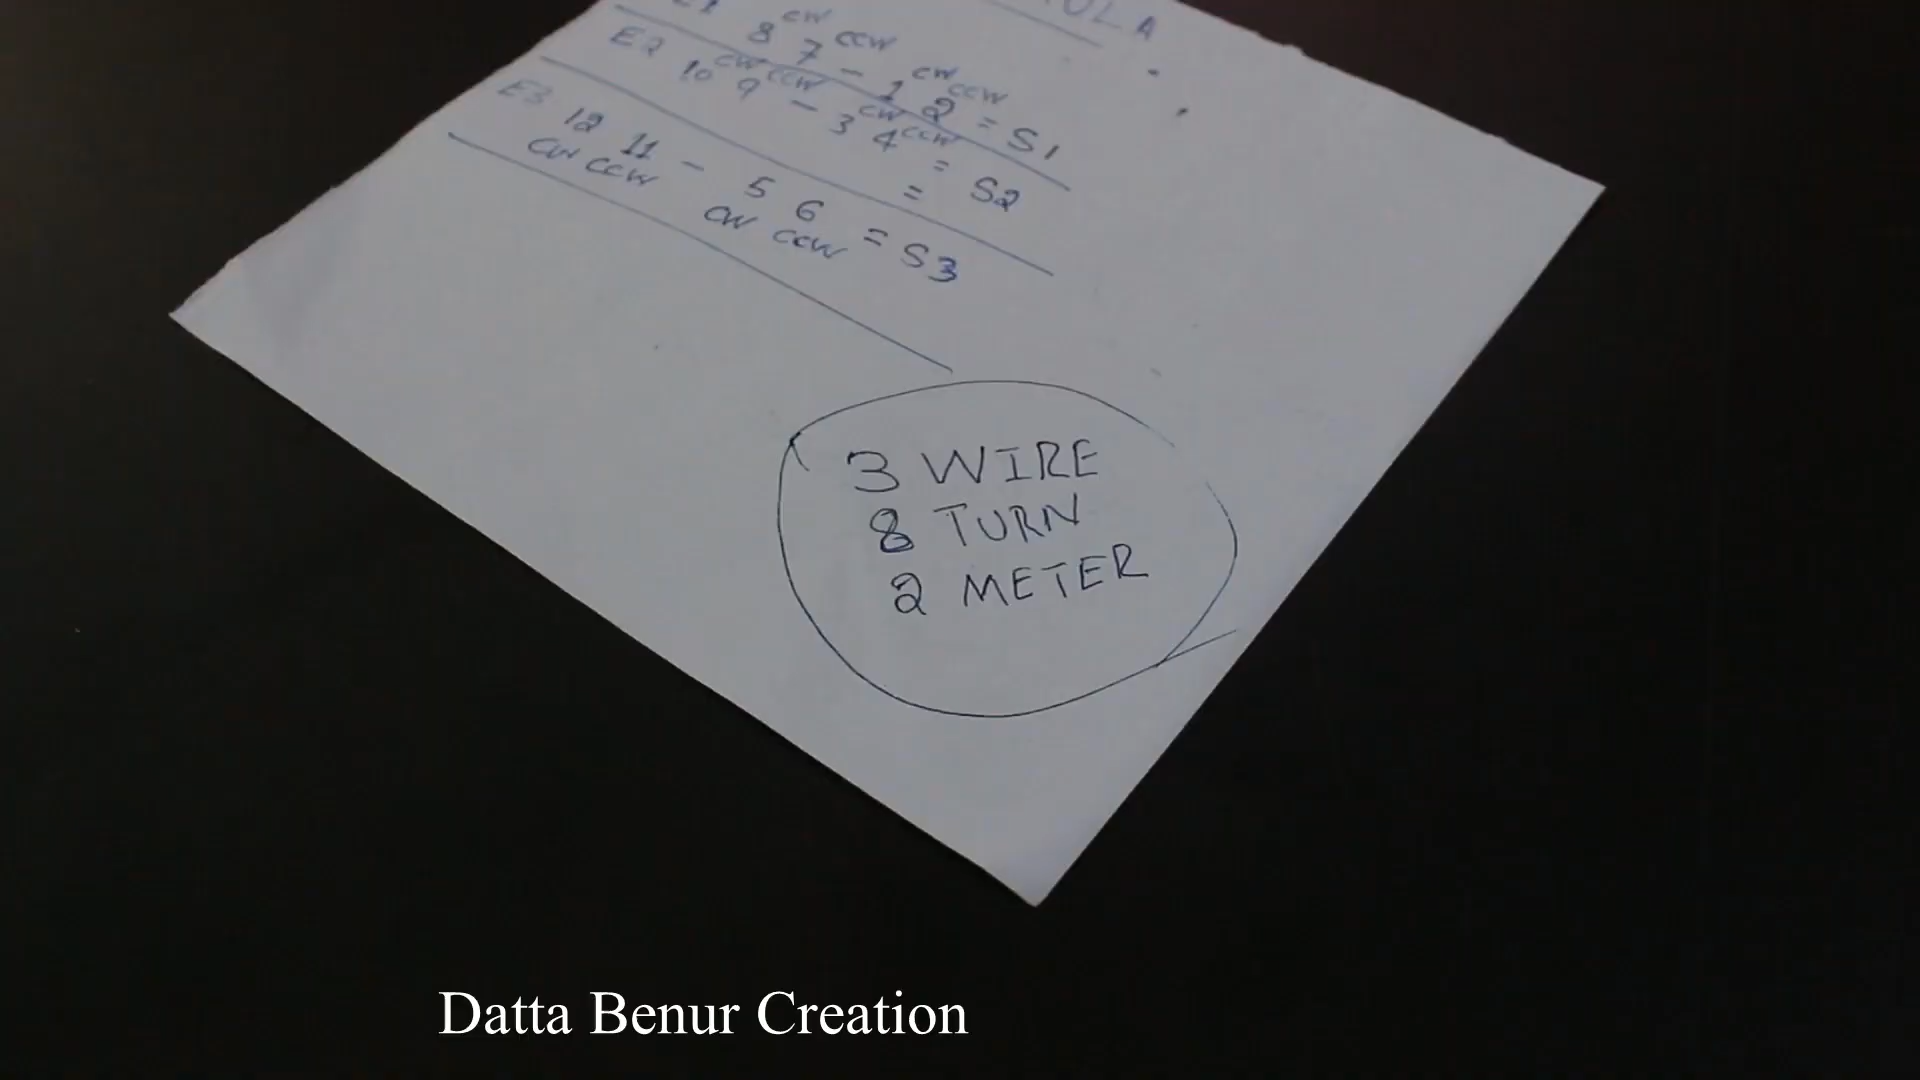 E1
CW CCW CW CCW
8 7 - 1 2 = S1
E2
CW CCW CW CCW
10 9 - 3 4 = S2
=
E3
12 11 - 5 6 = S3
CW CCW CW CCW
3 WIRE
8 TURN
2 METER
Datta Benur Creation